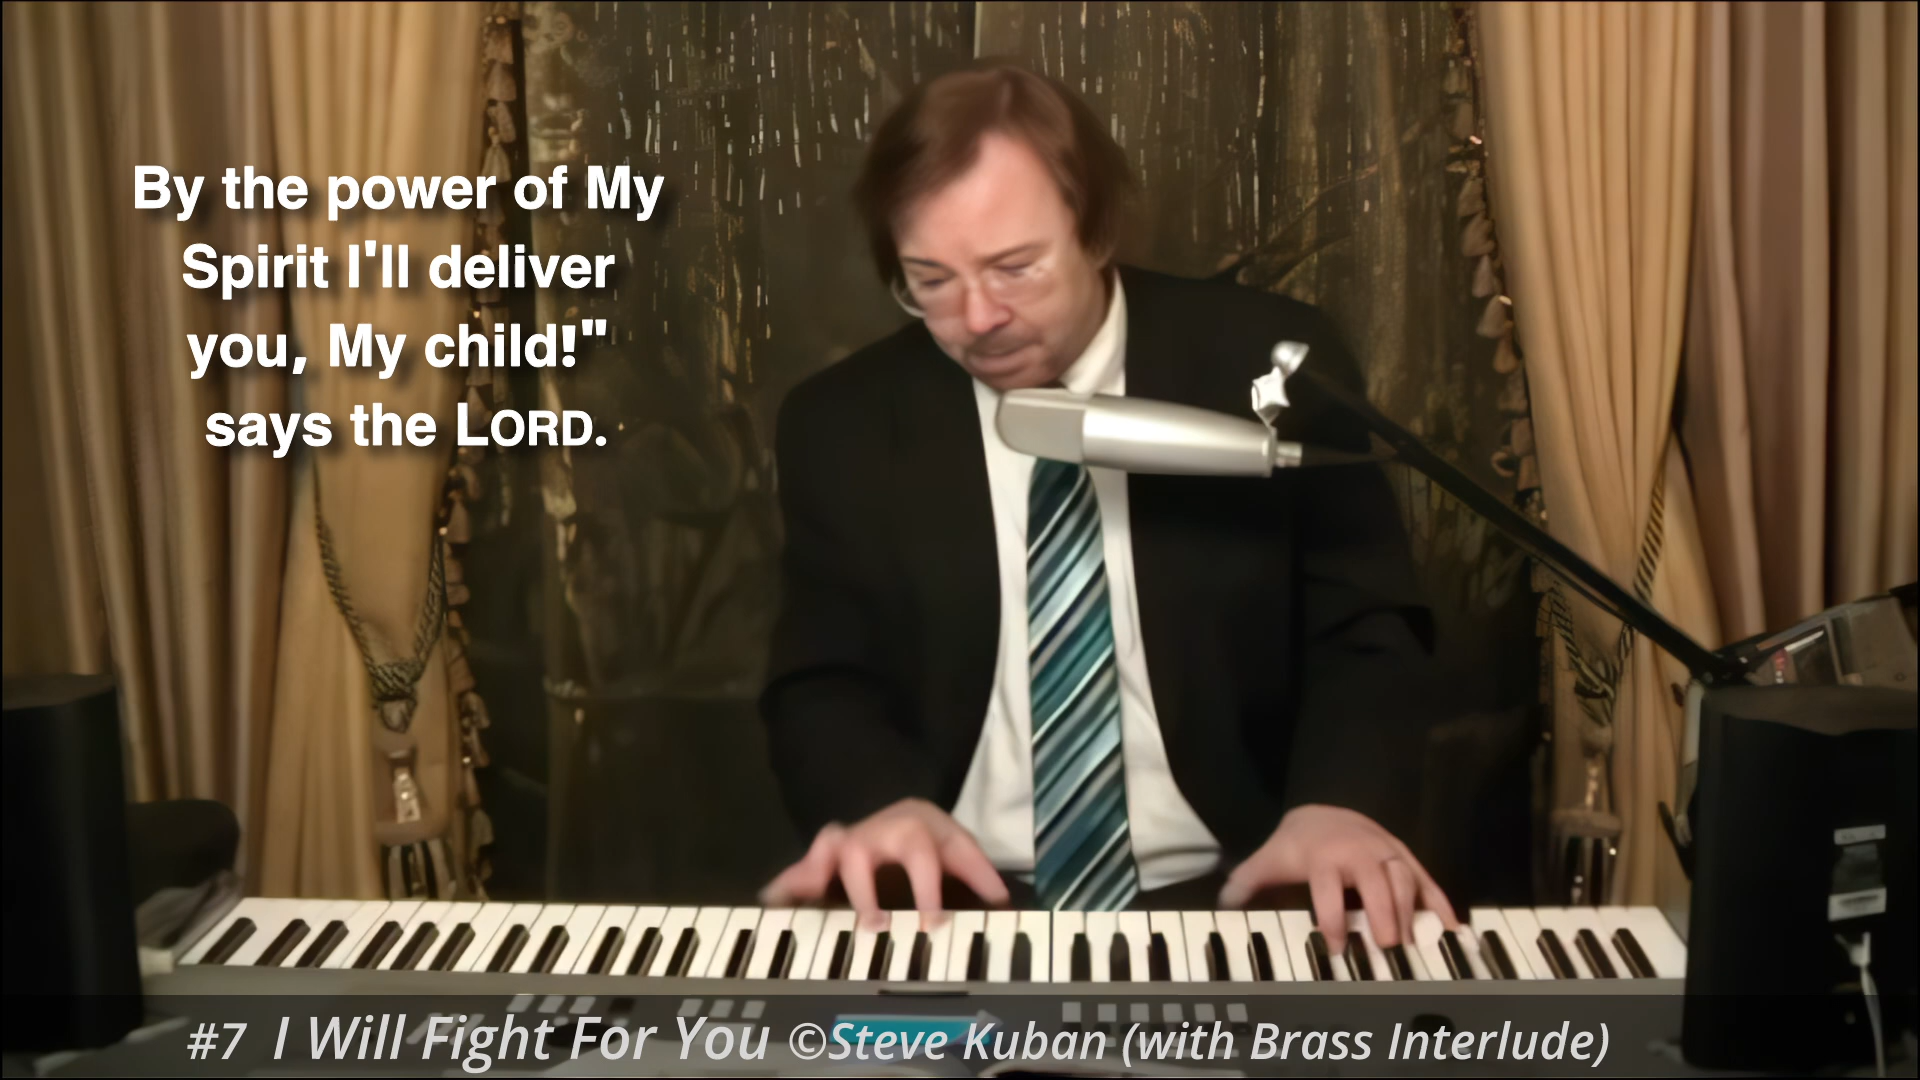 By the power of My
Spirit I'll deliver
you, My child!"
says the LORD.
#7 I Will Fight For You ©Steve Kuban (with Brass Interlude)